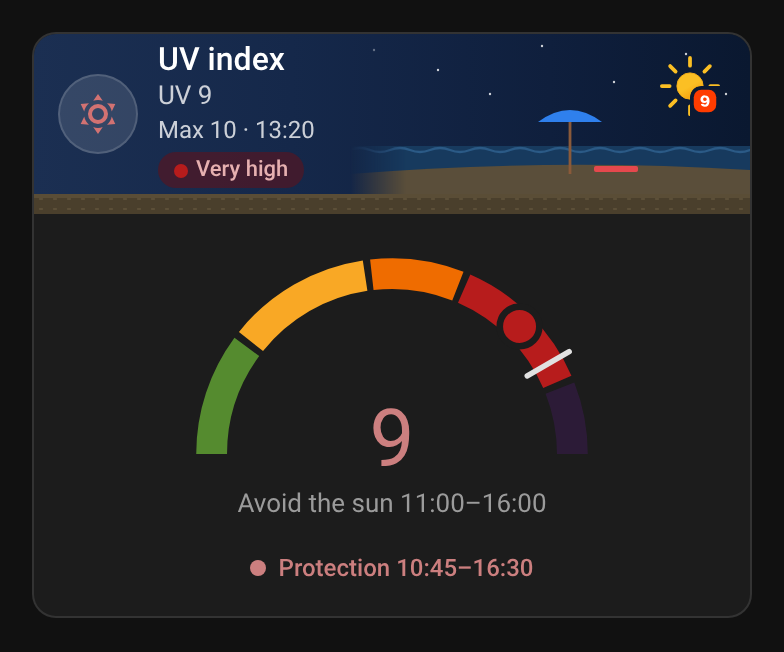 UV index
UV 9
Max 10 · 13:20
Very high
9
9
Avoid the sun 11:00–16:00
Protection 10:45–16:30